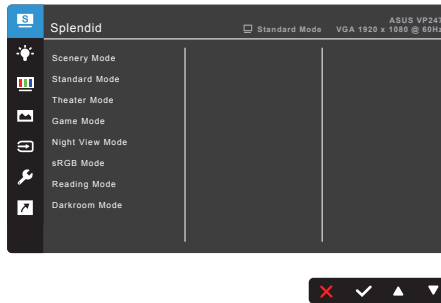 S
Splendid
Standard Mode
ASUS VP247
VGA 1920 x 1080 @ 60Hz
Scenery Mode
Standard Mode
Theater Mode
Game Mode
Night View Mode
sRGB Mode
Reading Mode
Darkroom Mode